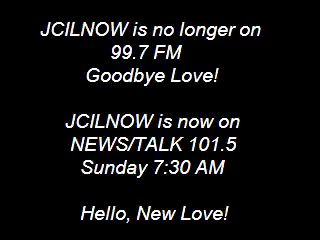 JCILNOW is no longer on
99.7 FM
Goodbye Love!
JCILNOW is now on
NEWS/TALK 101.5
Sunday 7:30 AM
Hello, New Love!